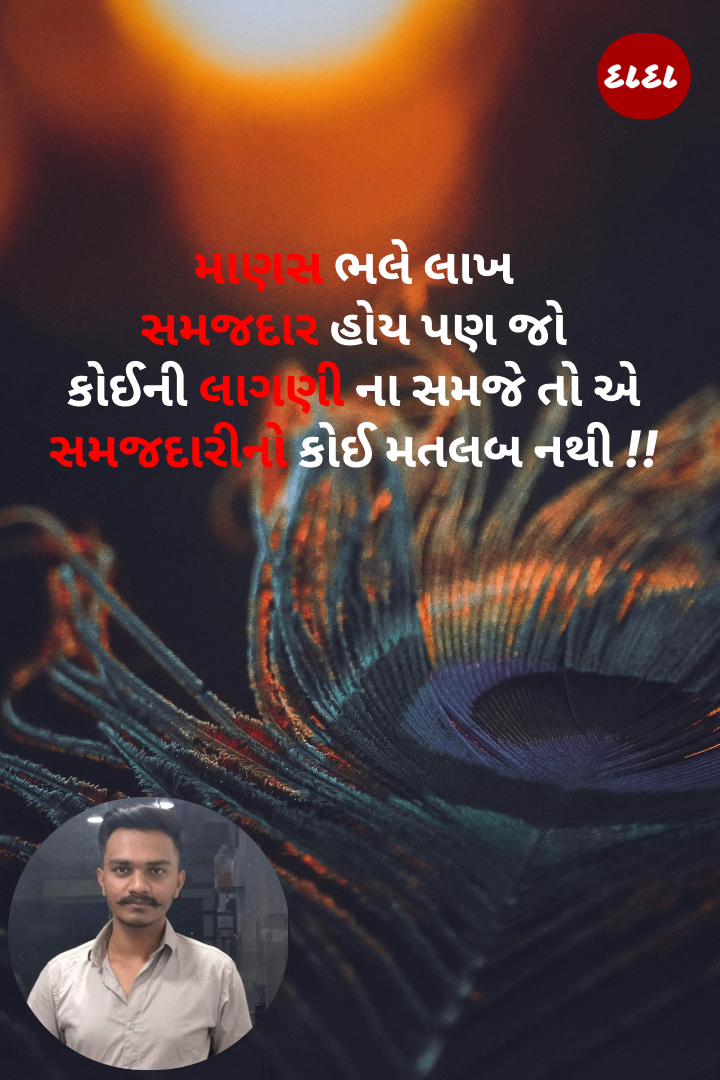 દાદા
માણસ ભલે લાખ
સમજદાર હોય પણ જો
કોઈની લાગણી ના સમજે તો એ
સમજદારીનો કોઈ મતલબ નથી !!